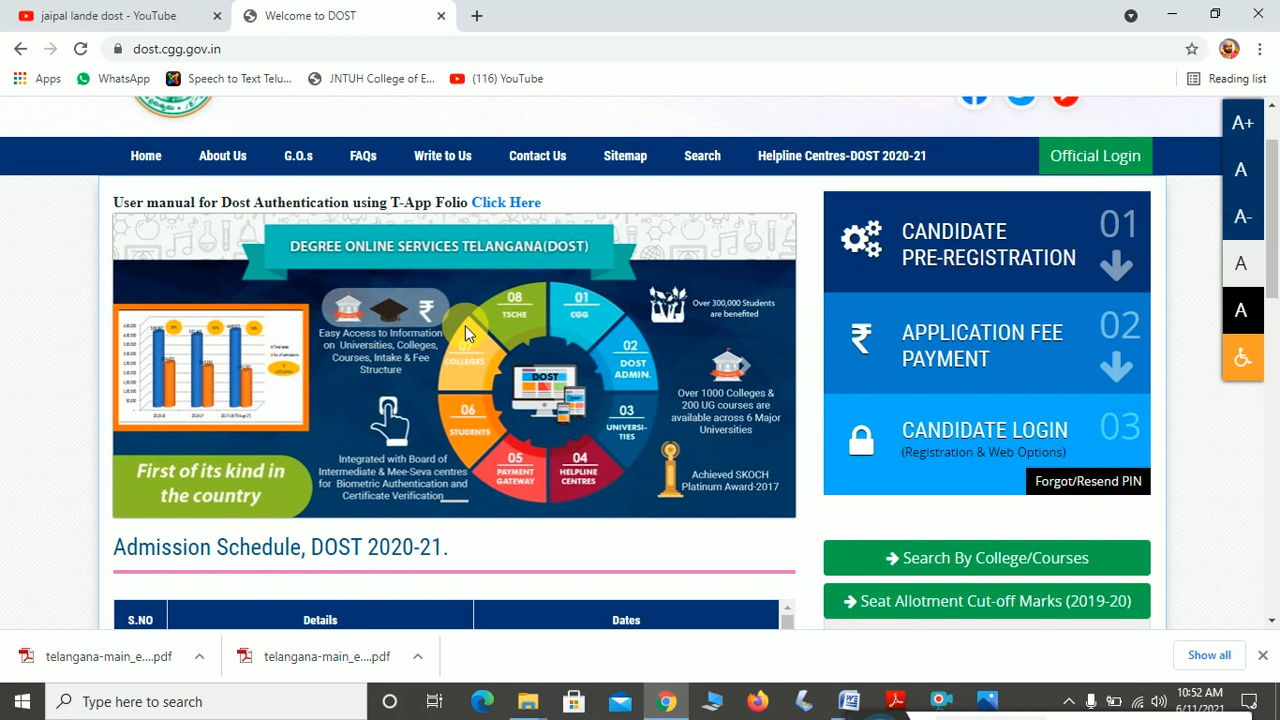 jaipal lande dost - YouTube
Welcome to DOST
dost.cgg.gov.in
Apps
WhatsApp
Speech to Text Telu...
JNTUH College of E...
(116) YouTube
Reading list
Home
About Us
G.O.s
FAQs
Write to Us
Contact Us
Sitemap
Search
Helpline Centres-DOST 2020-21
Official Login
A+
A
A-
A
A
User manual for Dost Authentication using T-App Folio Click Here
DEGREE ONLINE SERVICES TELANGANA(DOST)
Easy Access to Information
on Universities, Colleges,
Courses, Intake & Fee
Structure
Integrated with Board of
Intermediate & Mee-Seva centres
for Biometric Authentication and
Certificate Verification
First of its kind in
the country
01
CGG
02
DOST
ADMIN.
03
UNIVERSI-
TIES
04
HELPLINE
CENTRES
05
PAYMENT
GATEWAY
06
STUDENTS
07
COLLEGES
08
TSCHE
DOST
Over 300,000 Students
are benefited
Over 1000 Colleges &
200 UG courses are
available across 6 Major
Universities
Achieved SKOCH
Platinum Award-2017
CANDIDATE
PRE-REGISTRATION
01
APPLICATION FEE
PAYMENT
02
CANDIDATE LOGIN
(Registration & Web Options)
03
Forgot/Resend PIN
Search By College/Courses
Seat Allotment Cut-off Marks (2019-20)
Admission Schedule, DOST 2020-21.
S.NO
Details
Dates
telangana-main_e....pdf
telangana-main_e....pdf
Show all
Type here to search
10:52 AM
6/11/2021